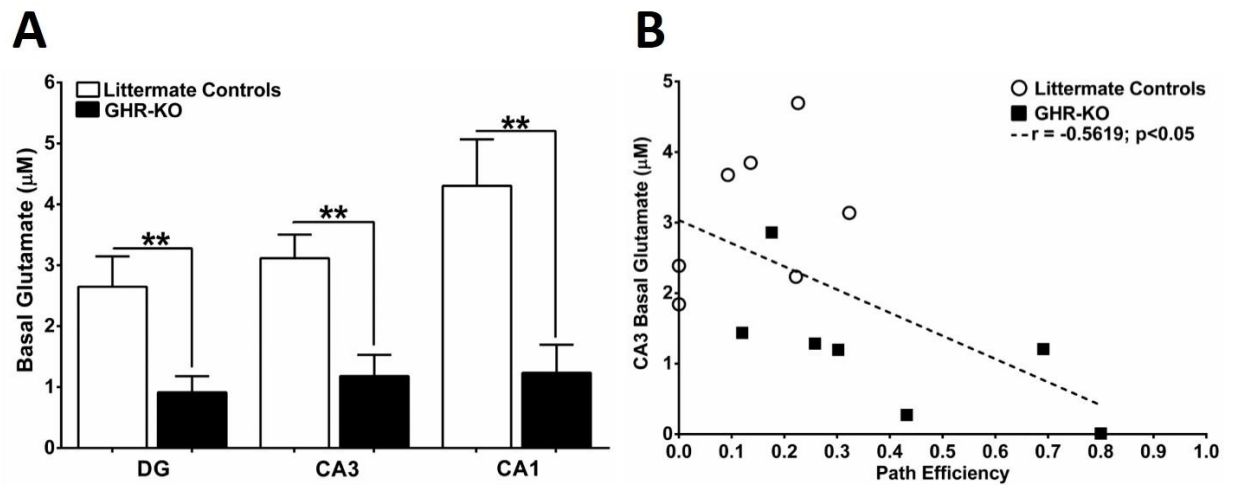 A
Basal Glutamate (µM)
6
5
4
3
2
1
0
Littermate Controls
GHR-KO
**
**
**
DG CA3 CA1
B
CA3 Basal Glutamate (µM)
5
4
3
2
1
0
Littermate Controls
GHR-KO
r = -0.5619; p<0.05
0.0 0.1 0.2 0.3 0.4 0.5 0.6 0.7 0.8 0.9 1.0
Path Efficiency